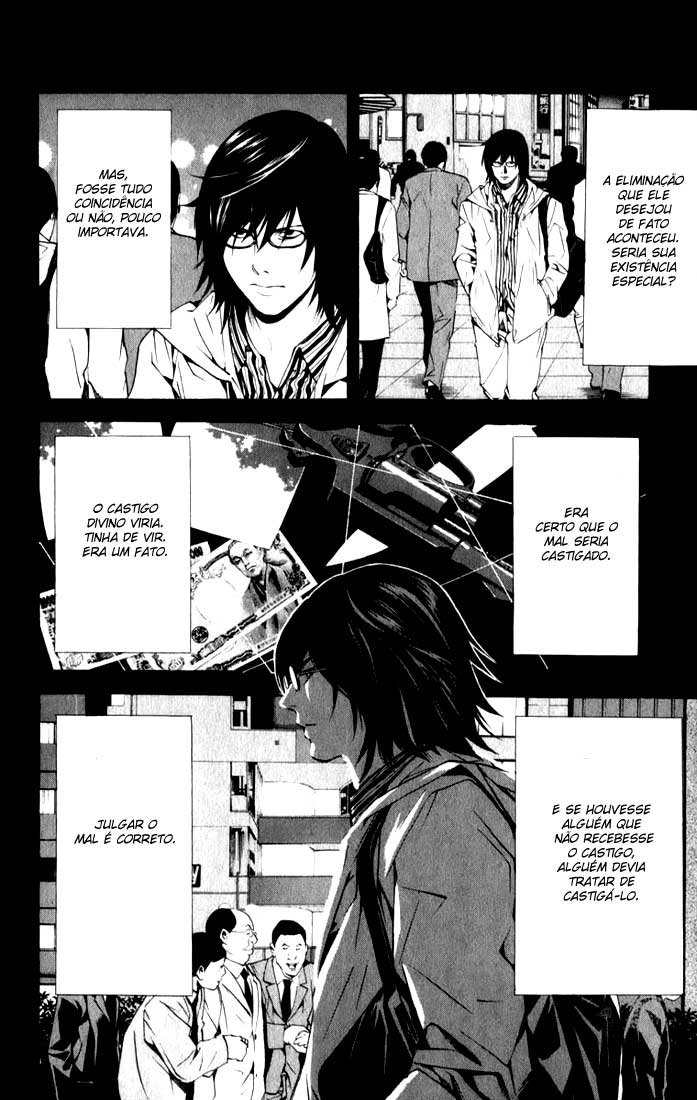 A ELIMINAÇÃO
QUE ELE
DESEJOU
DE FATO
ACONTECEU.
SERIA SUA
EXISTÊNCIA
ESPECIAL?
MAS,
FOSSE TUDO
COINCIDÊNCIA
OU NÃO, POUCO
IMPORTAVA.
ERA
CERTO QUE O
MAL SERIA
CASTIGADO.
O CASTIGO
DIVINO VIRIA.
TINHA DE VIR.
ERA UM FATO.
E SE HOUVESSE
ALGUÉM QUE
NÃO RECEBESSE
O CASTIGO,
ALGUÉM DEVIA
TRATAR DE
CASTIGÁ-LO.
JULGAR O
MAL É CORRETO.